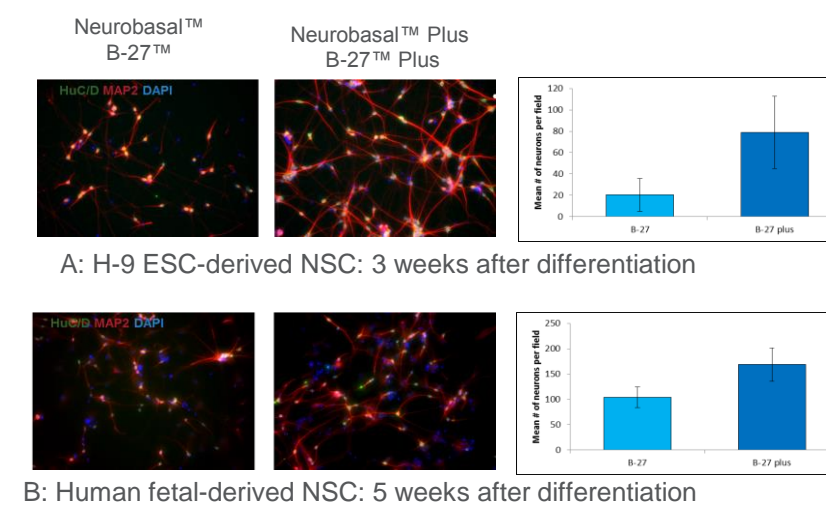 Neurobasal™
B-27™
Neurobasal™ Plus
B-27™ Plus
HuC/D MAP2 DAPI
Mean # of neurons per field
120
100
80
60
40
20
0
B-27
B-27 plus
A: H-9 ESC-derived NSC: 3 weeks after differentiation
HuC/D MAP2 DAPI
Mean # of neurons per field
250
200
150
100
50
0
B-27
B-27 plus
B: Human fetal-derived NSC: 5 weeks after differentiation